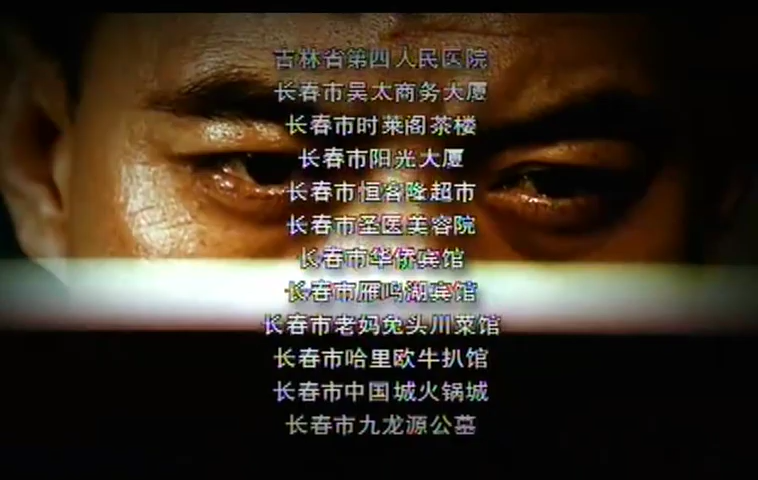 吉林省第四人民医院
长春市吴太商务大厦
长春市时莱阁茶楼
长春市阳光大厦
长春市恒客隆超市
长春市圣医美容院
长春市华侨宾馆
长春市雁鸣湖宾馆
长春市老妈兔头川菜馆
长春市哈里欧牛扒馆
长春市中国城火锅城
长春市九龙源公墓